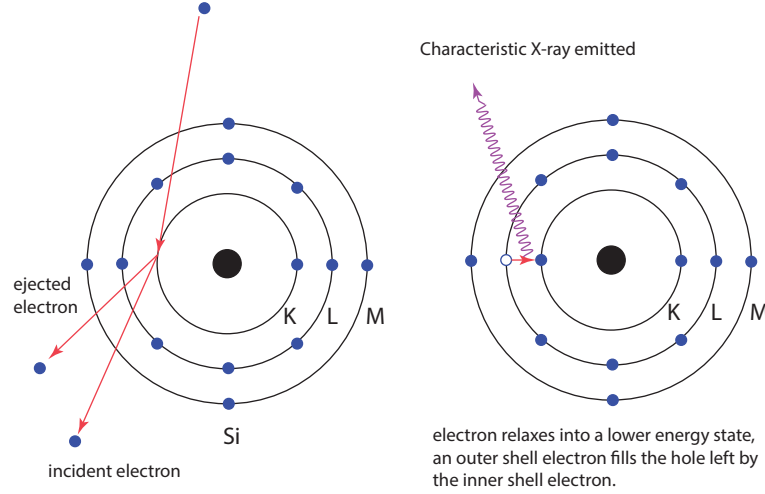 ejected
electron
K
L
M
Si
incident electron
Characteristic X-ray emitted
K
L
M
electron relaxes into a lower energy state,
an outer shell electron fills the hole left by
the inner shell electron.